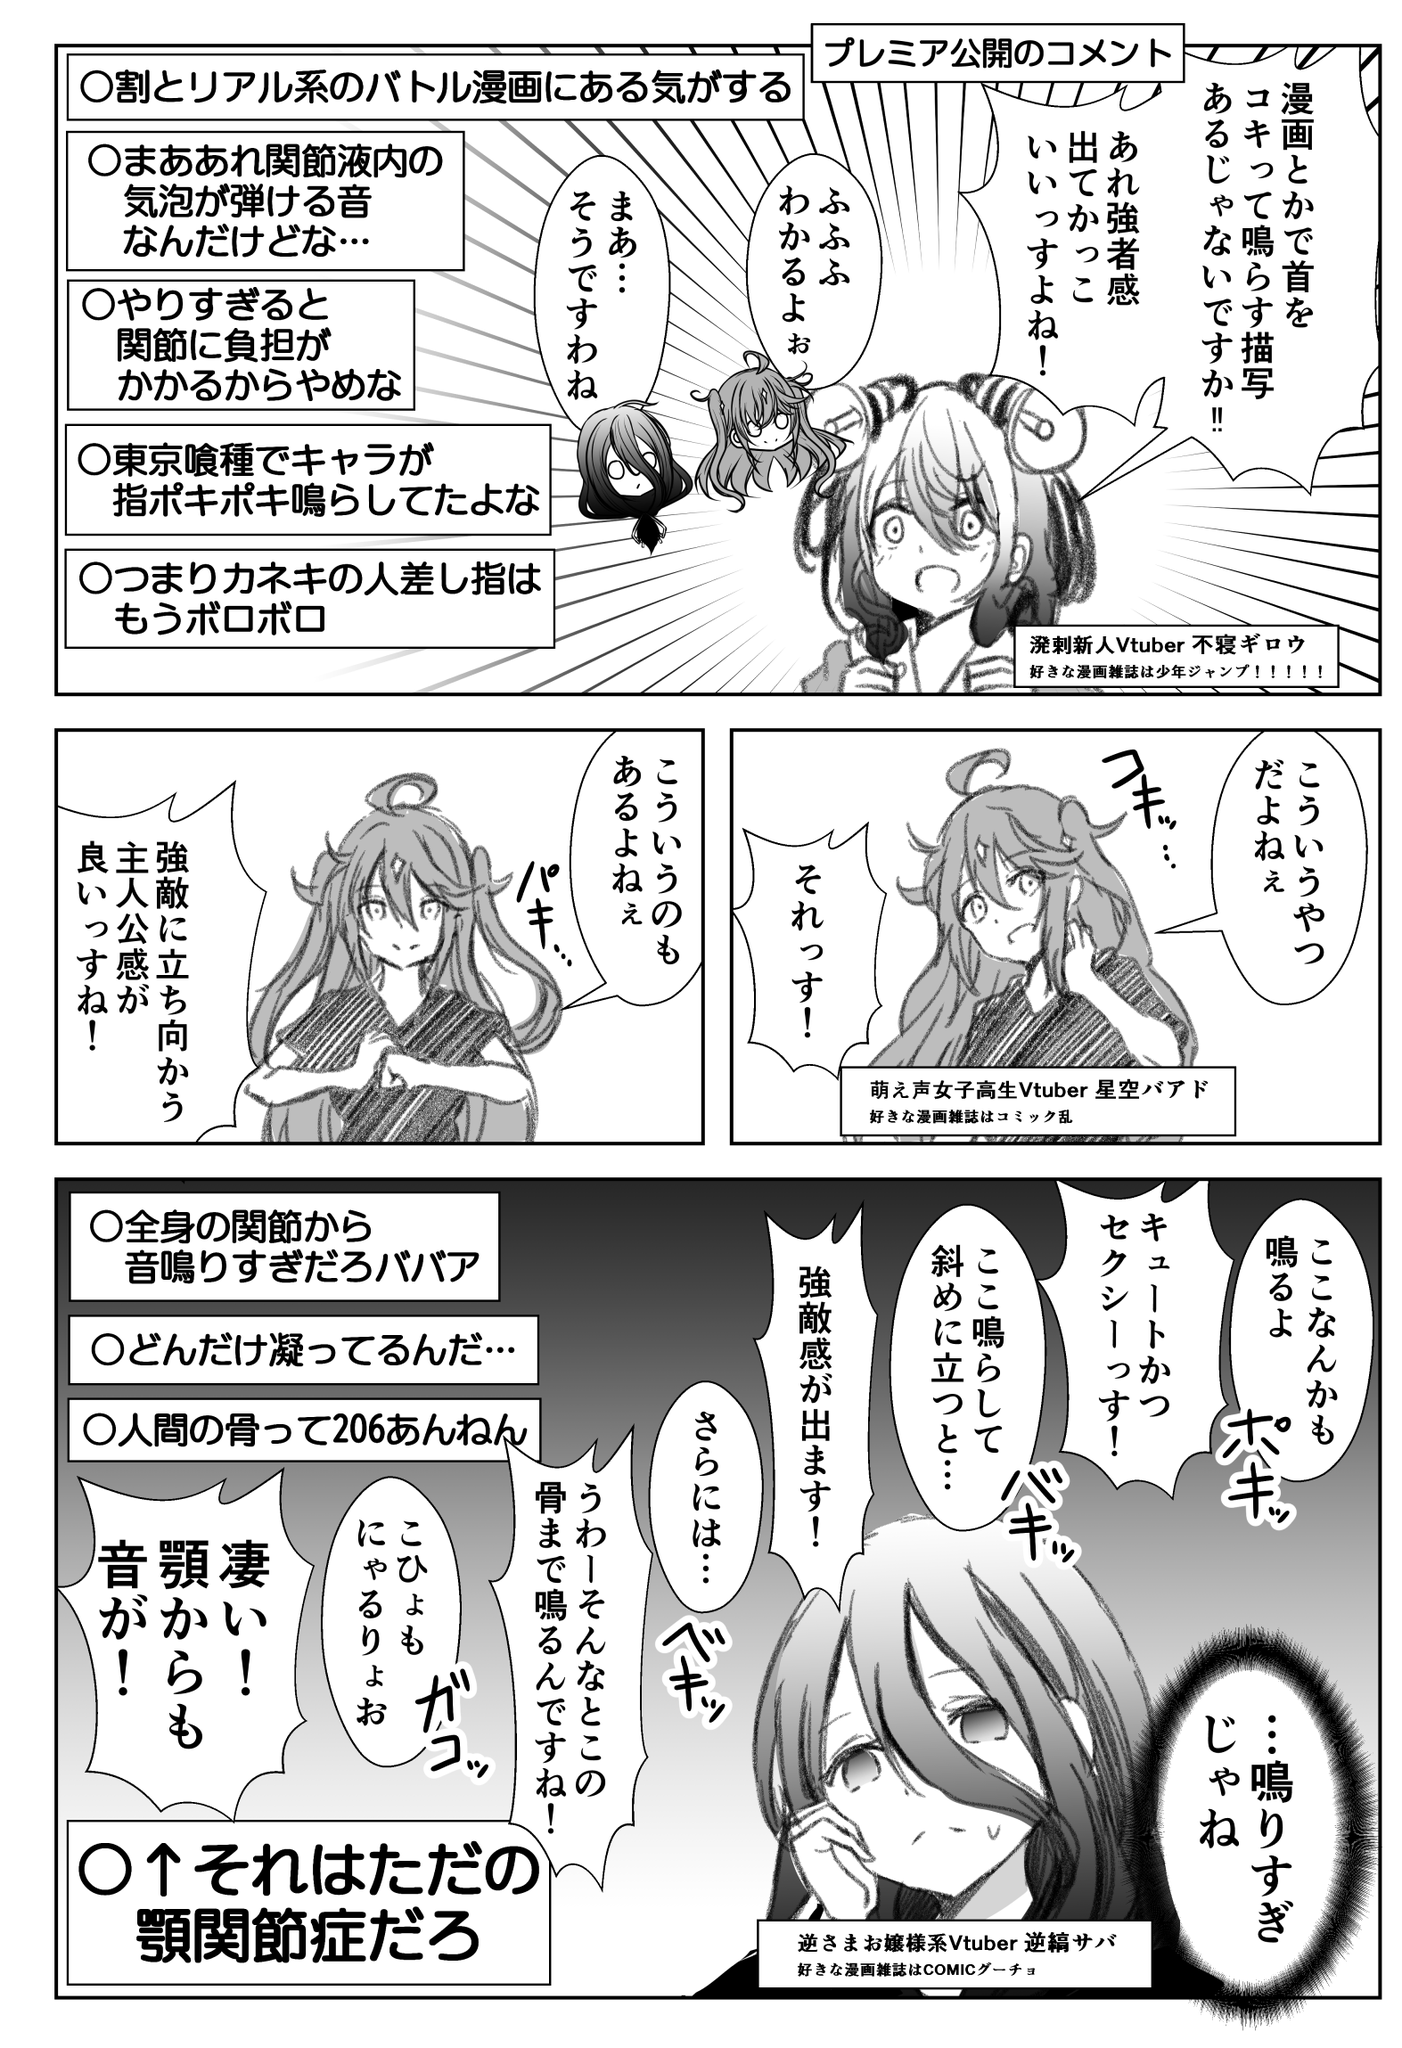 プレミア公開のコメント
漫画とかで首を
コキって鳴らす描写
あるじゃないですか!!
あれ強者感
出てかっこ
いいっすよね!
ふふふ
わかるよぉ
まあ…
そうですわね
○割とリアル系のバトル漫画にある気がする
○まああれ関節液内の
気泡が弾ける音
なんだけどな…
○やりすぎると
関節に負担が
かかるからやめな
○東京喰種でキャラが
指ポキポキ鳴らしてたよな
○つまりカネキの人差し指は
もうボロボロ
溌剌新人Vtuber 不寝ギロウ
好きな漫画雑誌は少年ジャンプ!!!!!
こういうやつ
だよねぇ
コキッ…
それっす!
萌え声女子高生Vtuber 星空バアド
好きな漫画雑誌はコミック乱
こういうのも
あるよねぇ
パキ…
強敵に立ち向かう
主人公感が
良いっすね!
ここなんかも
鳴るよ
ポキッ
キュートかつ
セクシーっす!
ここ鳴らして
斜めに立つと…
バキッ
強敵感が出ます!
さらには…
ベキッ
うわーそんなとこの
骨まで鳴るんですね!
こひょも
にゃるりょお
ガコッ
凄い!
顎からも
音が!
○全身の関節から
音鳴りすぎだろババア
○どんだけ凝ってるんだ…
○人間の骨って206あんねん
○↑それはただの
顎関節症だろ
…鳴りすぎ
じゃね
逆さまお嬢様系Vtuber 逆縞サバ
好きな漫画雑誌はCOMICグーチョ